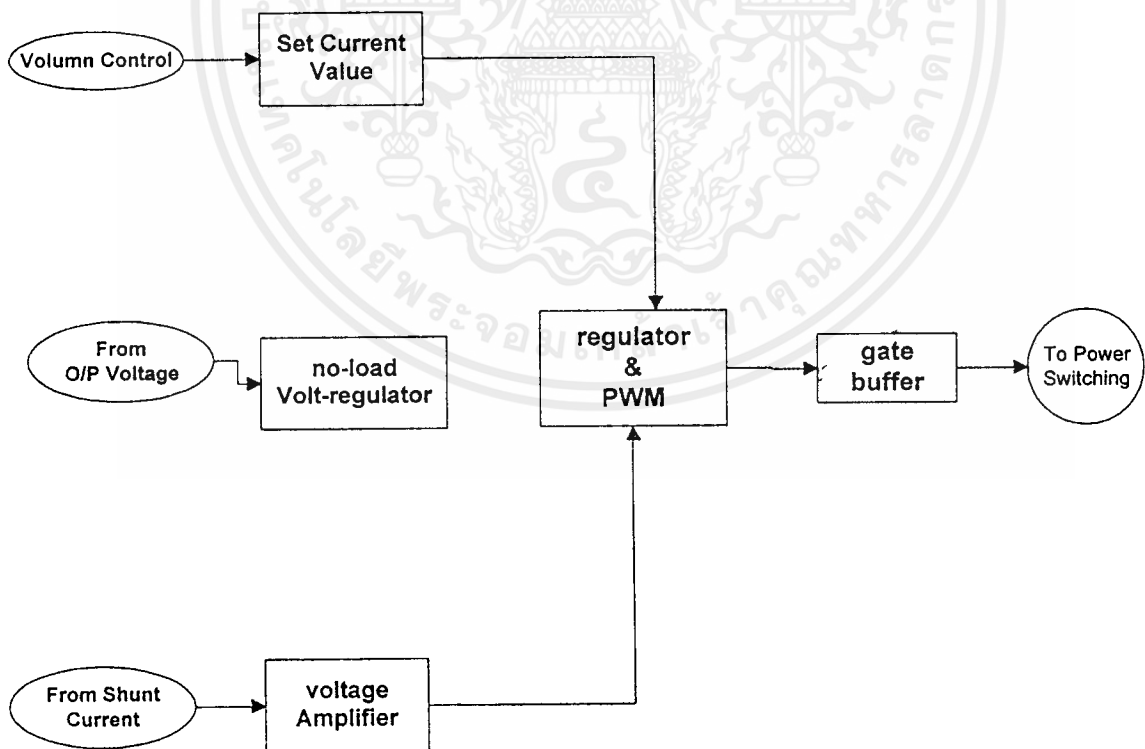 Volumn Control
Set Current
Value
From
O/P Voltage
no-load
Volt-regulator
regulator
&
PWM
gate
buffer
To Power
Switching
From Shunt
Current
voltage
Amplifier